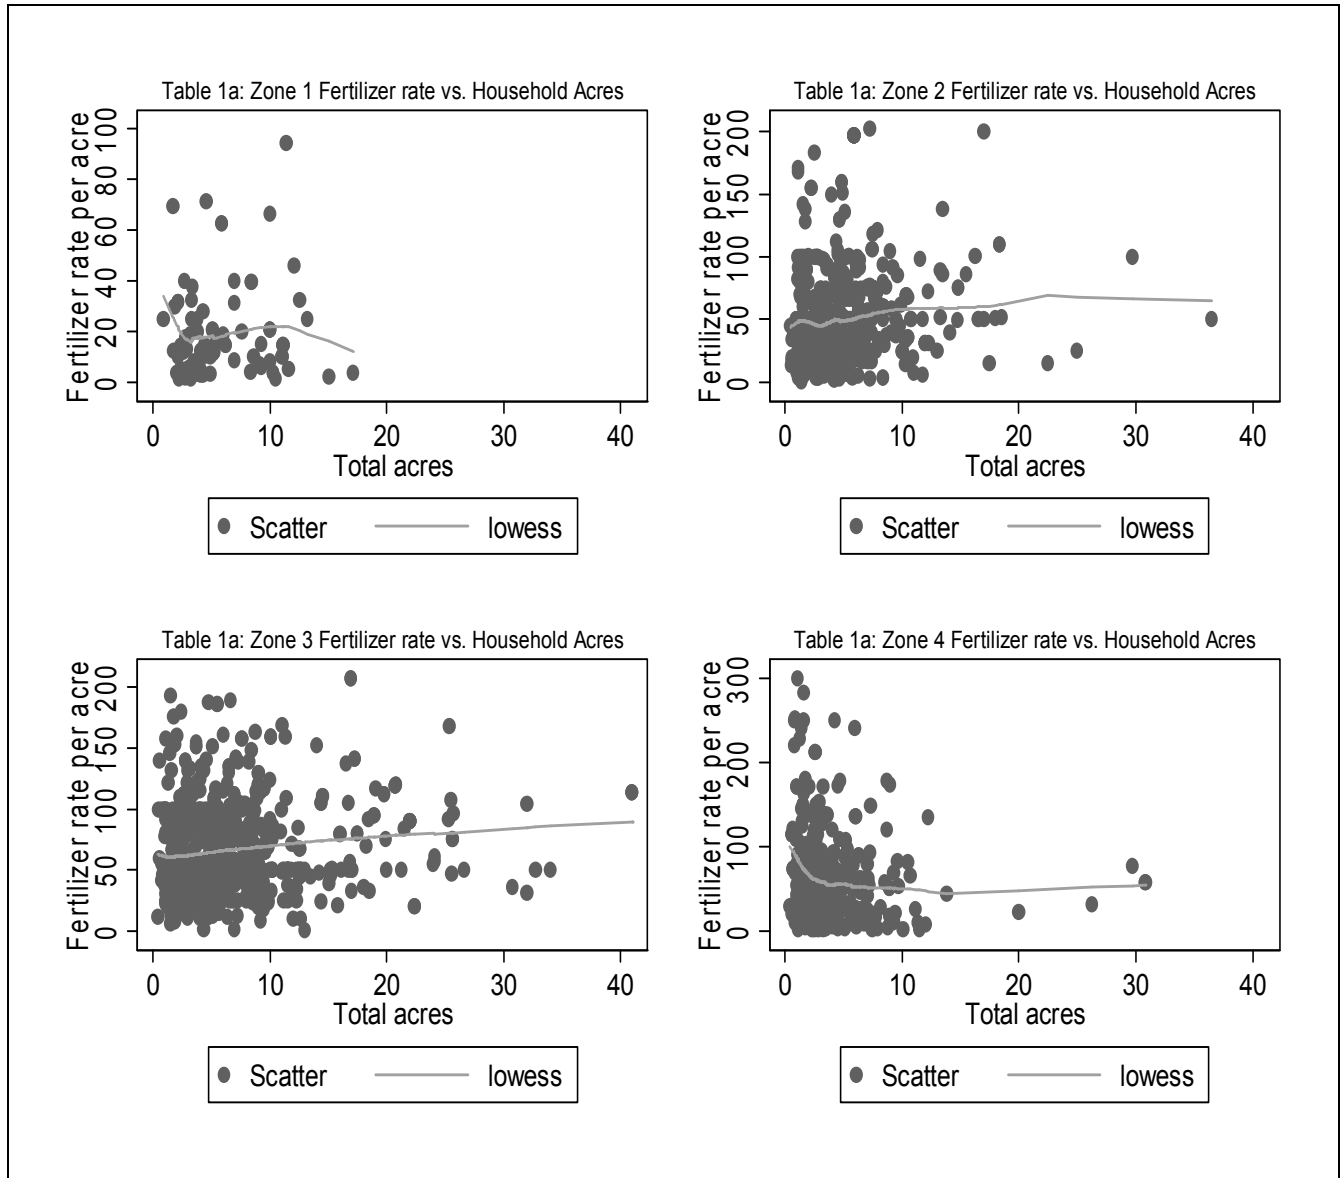 Table 1a: Zone 1 Fertilizer rate vs. Household Acres
Fertilizer rate per acre
0 20 40 60 80 100
0 10 20 30 40
Total acres
Scatter lowess
Table 1a: Zone 2 Fertilizer rate vs. Household Acres
Fertilizer rate per acre
0 50 100 150 200
0 10 20 30 40
Total acres
Scatter lowess
Table 1a: Zone 3 Fertilizer rate vs. Household Acres
Fertilizer rate per acre
0 50 100 150 200
0 10 20 30 40
Total acres
Scatter lowess
Table 1a: Zone 4 Fertilizer rate vs. Household Acres
Fertilizer rate per acre
0 100 200 300
0 10 20 30 40
Total acres
Scatter lowess